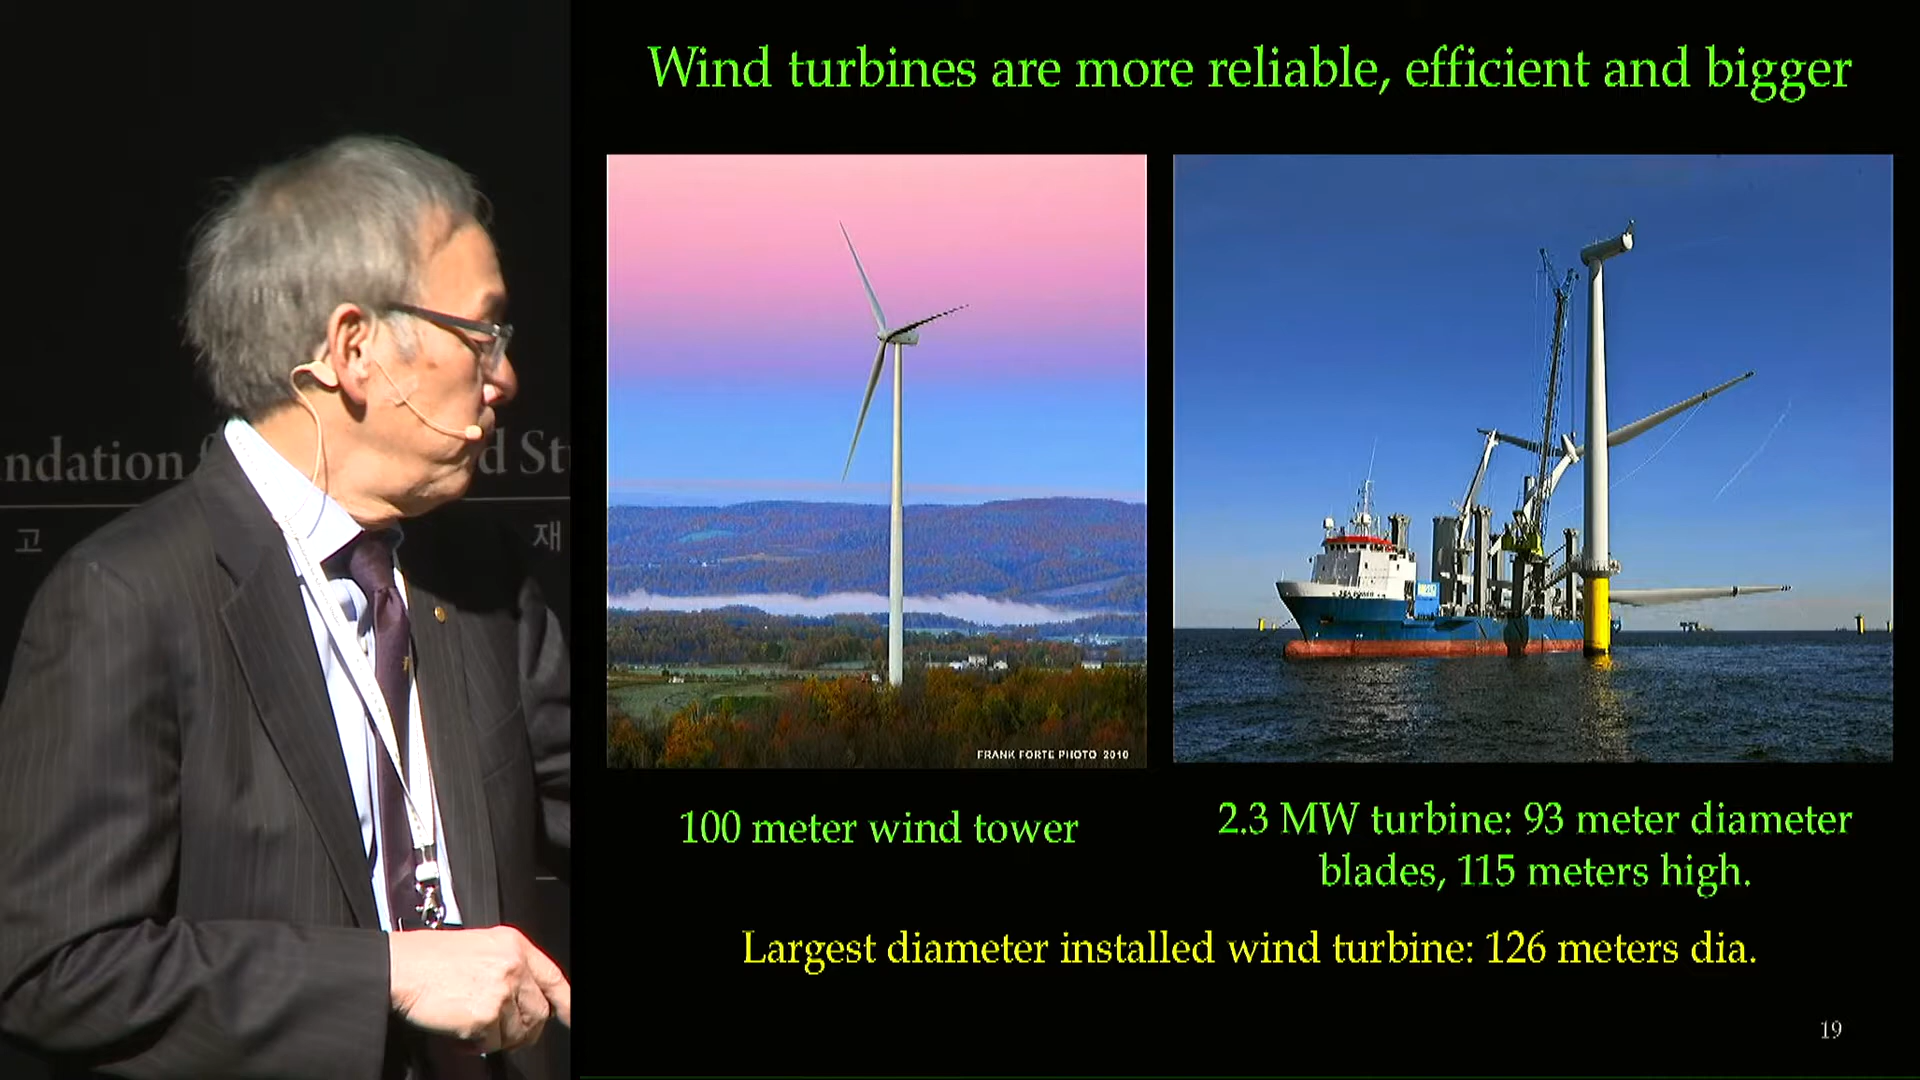 Wind turbines are more reliable, efficient and bigger
ndation
d St
고 재
FRANK FORTE PHOTO 2010
100 meter wind tower
2.3 MW turbine: 93 meter diameter
blades, 115 meters high.
Largest diameter installed wind turbine: 126 meters dia.
19